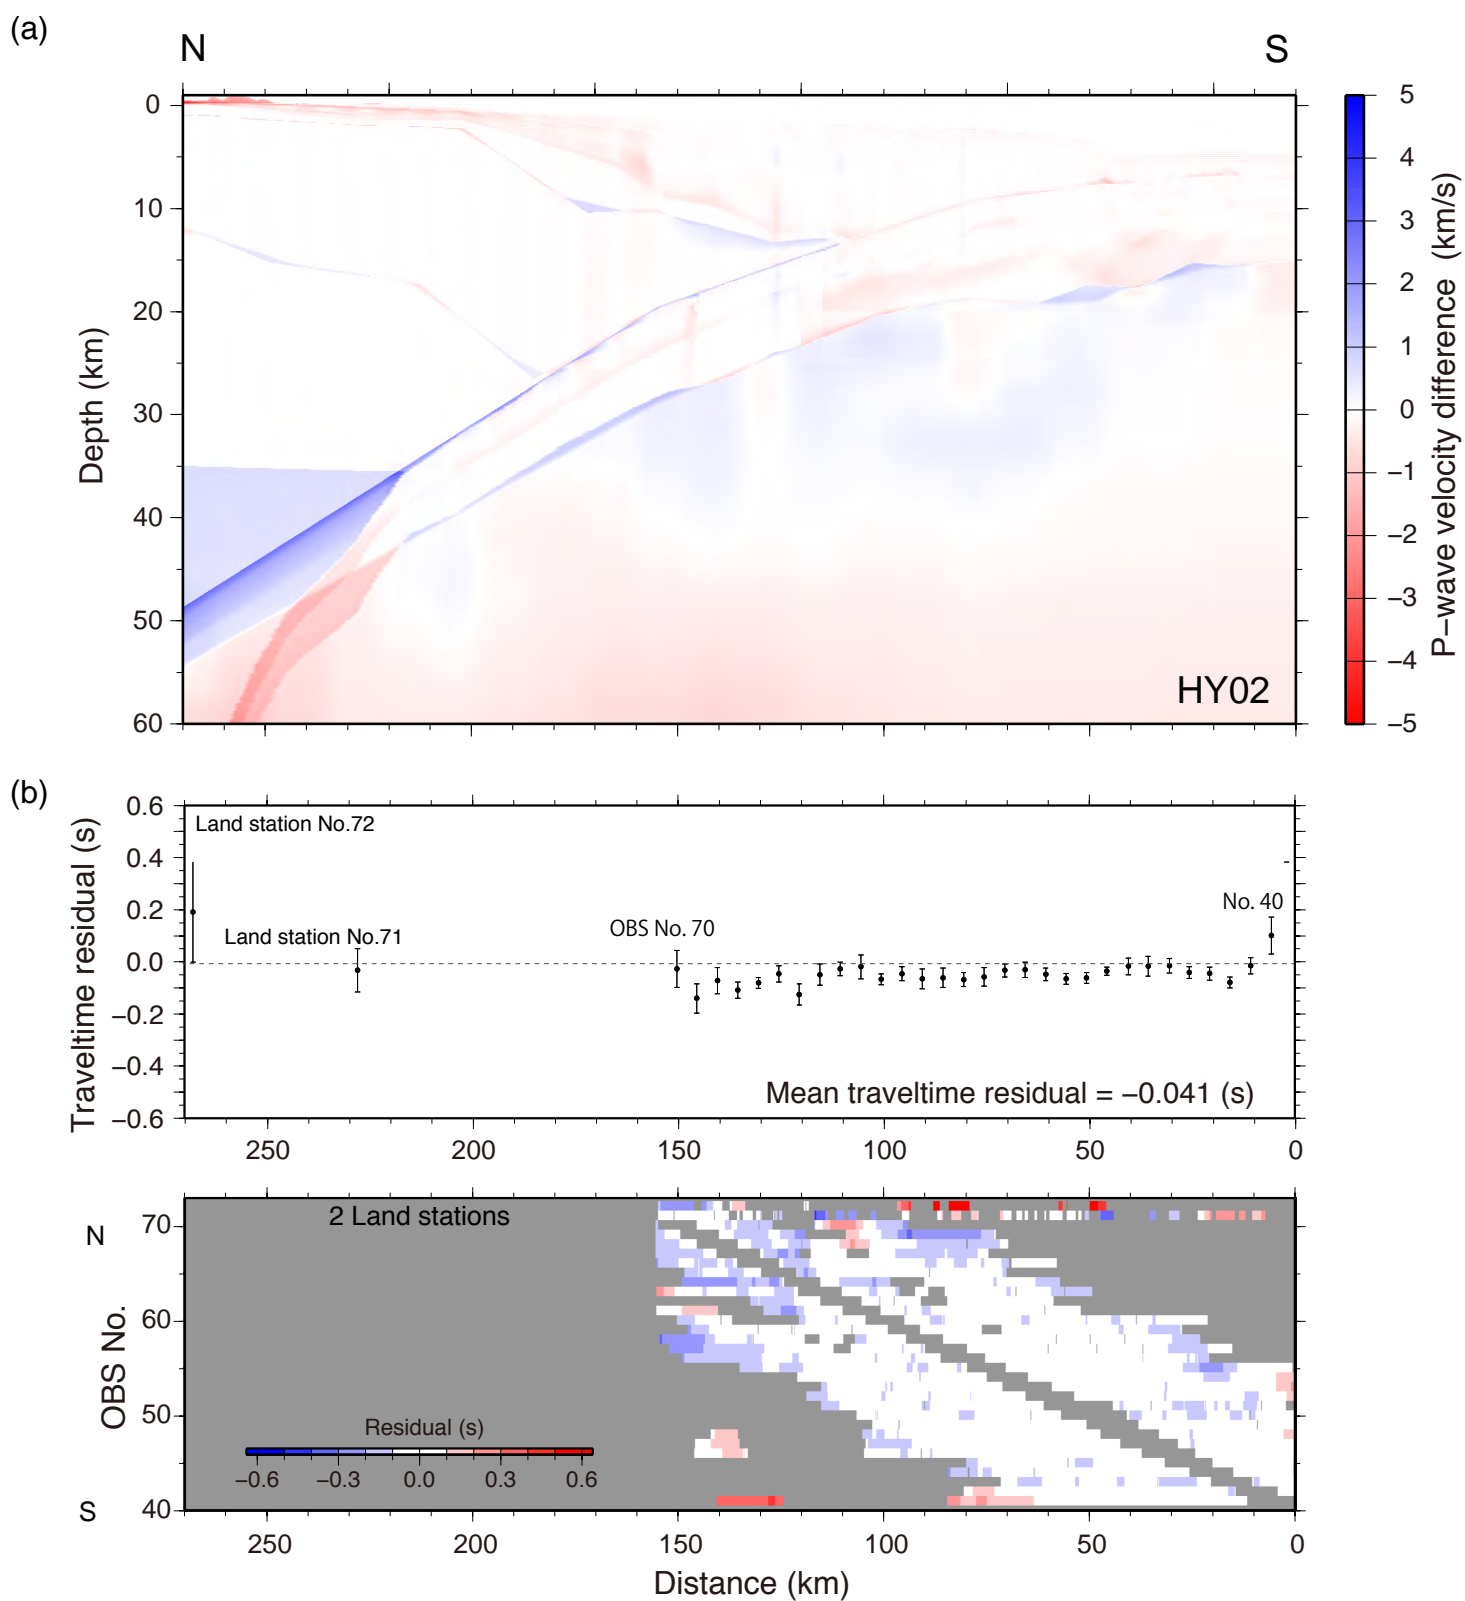 (a)
N
S
0
10
20
30
40
50
60
Depth (km)
HY02
5
4
3
2
1
0
−1
−2
−3
−4
−5
P−wave velocity difference (km/s)
(b)
0.6
0.4
0.2
0.0
−0.2
−0.4
−0.6
Traveltime residual (s)
Land station No.72
Land station No.71
OBS No. 70
No. 40
Mean traveltime residual = −0.041 (s)
250
200
150
100
50
0
N
S
70
60
50
40
OBS No.
2 Land stations
Residual (s)
−0.6
−0.3
0.0
0.3
0.6
250
200
150
100
50
0
Distance (km)